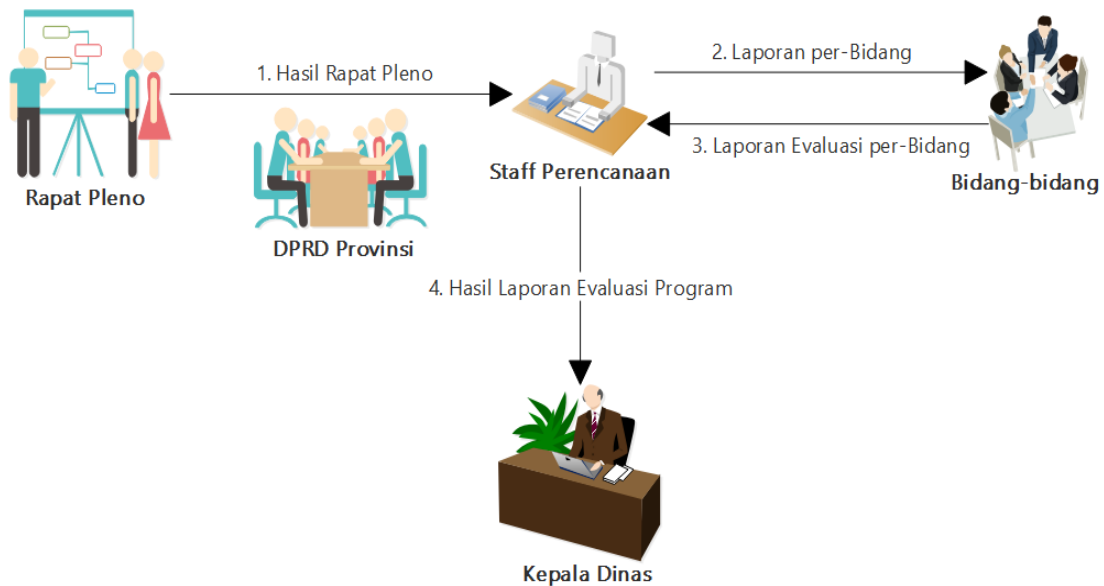 1. Hasil Rapat Pleno
2. Laporan per-Bidang
3. Laporan Evaluasi per-Bidang
Staff Perencanaan
Bidang-bidang
Rapat Pleno
DPRD Provinsi
4. Hasil Laporan Evaluasi Program
Kepala Dinas